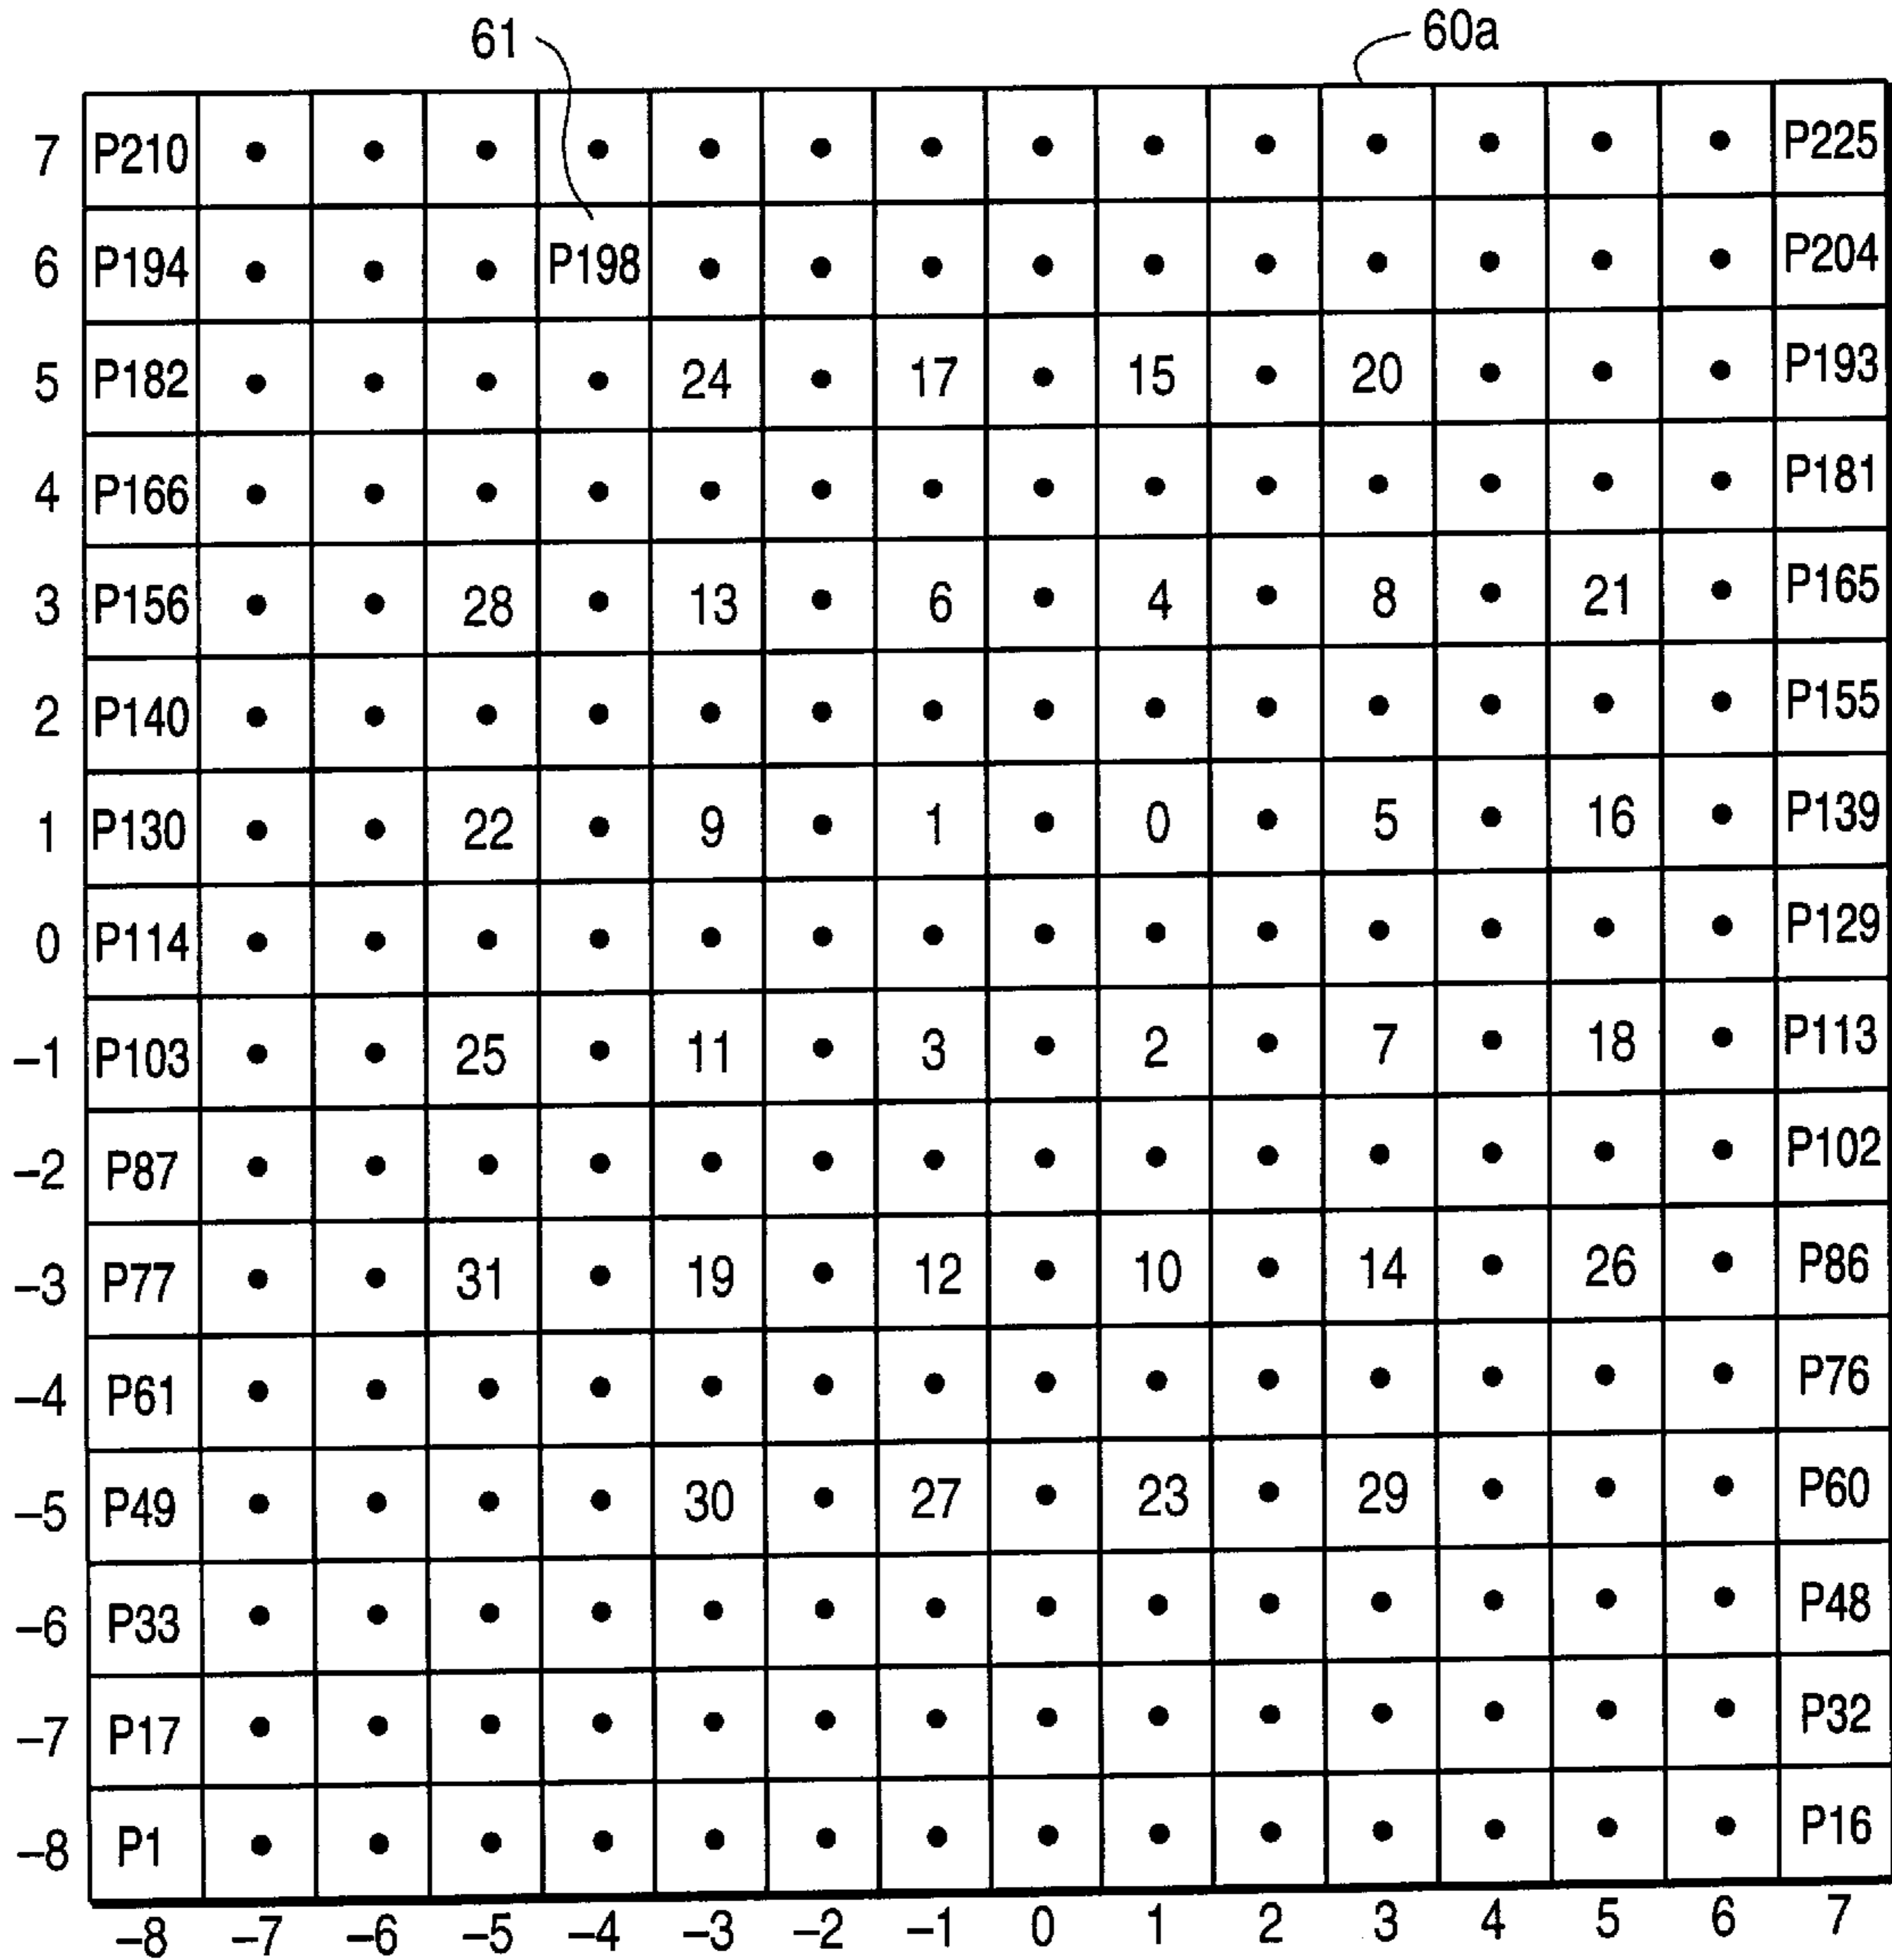 61 60a
7 P210 • • • • • • • • • • • • • • P225
6 P194 • • • P198 • • • • • • • • • • P204
5 P182 • • • • 24 • 17 • 15 • 20 • • • P193
4 P166 • • • • • • • • • • • • • • P181
3 P156 • • 28 • 13 • 6 • 4 • 8 • 21 • P165
2 P140 • • • • • • • • • • • • • • P155
1 P130 • • 22 • 9 • 1 • 0 • 5 • 16 • P139
0 P114 • • • • • • • • • • • • • • P129
–1 P103 • • 25 • 11 • 3 • 2 • 7 • 18 • P113
–2 P87 • • • • • • • • • • • • • • P102
–3 P77 • • 31 • 19 • 12 • 10 • 14 • 26 • P86
–4 P61 • • • • • • • • • • • • • • P76
–5 P49 • • • • 30 • 27 • 23 • 29 • • • P60
–6 P33 • • • • • • • • • • • • • • P48
–7 P17 • • • • • • • • • • • • • • P32
–8 P1 • • • • • • • • • • • • • • P16
–8 –7 –6 –5 –4 –3 –2 –1 0 1 2 3 4 5 6 7